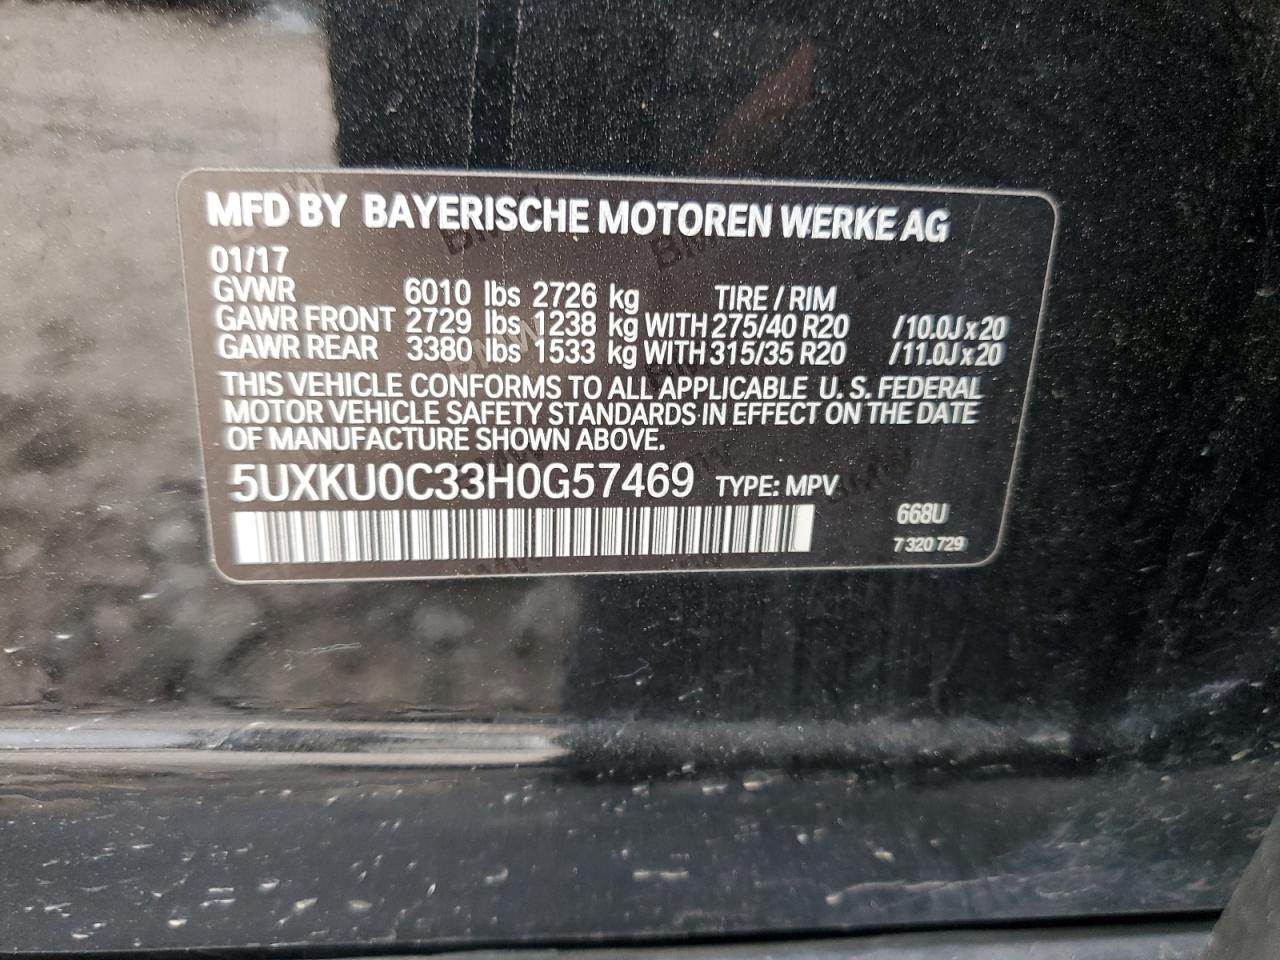 MFD BY BAYERISCHE MOTOREN WERKE AG
01/17
GVWR 6010 lbs 2726 kg TIRE / RIM
GAWR FRONT 2729 lbs 1238 kg WITH 275/40 R20 /10.0J x 20
GAWR REAR 3380 lbs 1533 kg WITH 315/35 R20 /11.0J x 20
THIS VEHICLE CONFORMS TO ALL APPLICABLE U. S. FEDERAL
MOTOR VEHICLE SAFETY STANDARDS IN EFFECT ON THE DATE
OF MANUFACTURE SHOWN ABOVE.
5UXKU0C33H0G57469 TYPE: MPV
668U
7 320 729